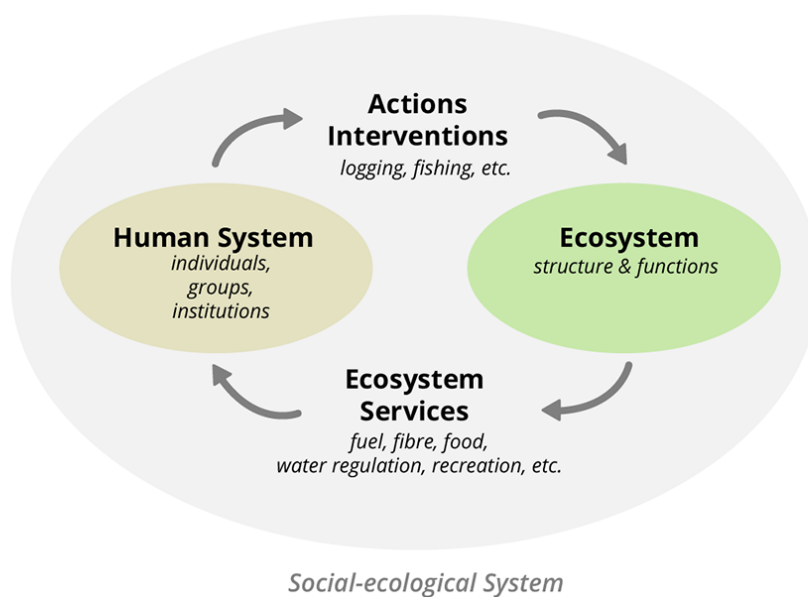 Actions
Interventions
logging, fishing, etc.
Human System
individuals,
groups,
institutions
Ecosystem
structure & functions
Ecosystem
Services
fuel, fibre, food,
water regulation, recreation, etc.
Social-ecological System